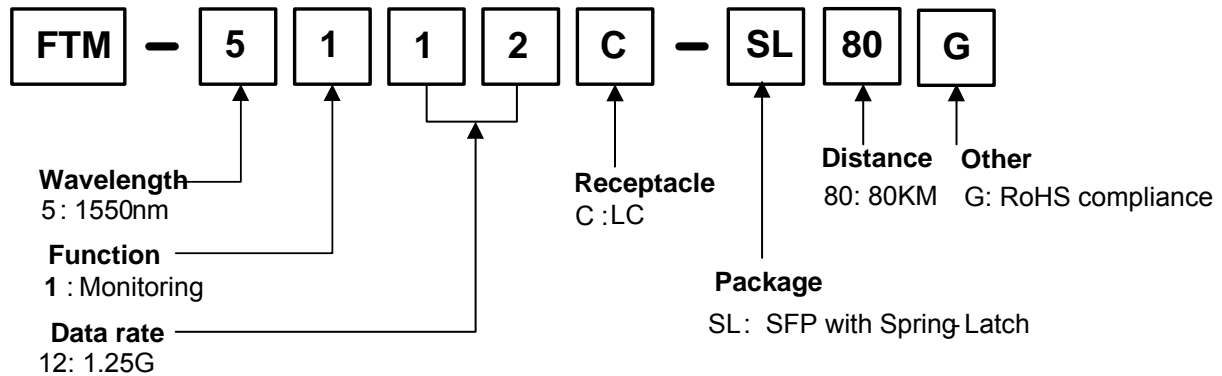 FTM – 5 1 1 2 C – SL 80 G
Wavelength
5 : 1550nm
Function
1 : Monitoring
Data rate
12: 1.25G
Receptacle
C :LC
Package
SL: SFP with Spring-Latch
Distance
80: 80KM
Other
G: RoHS compliance